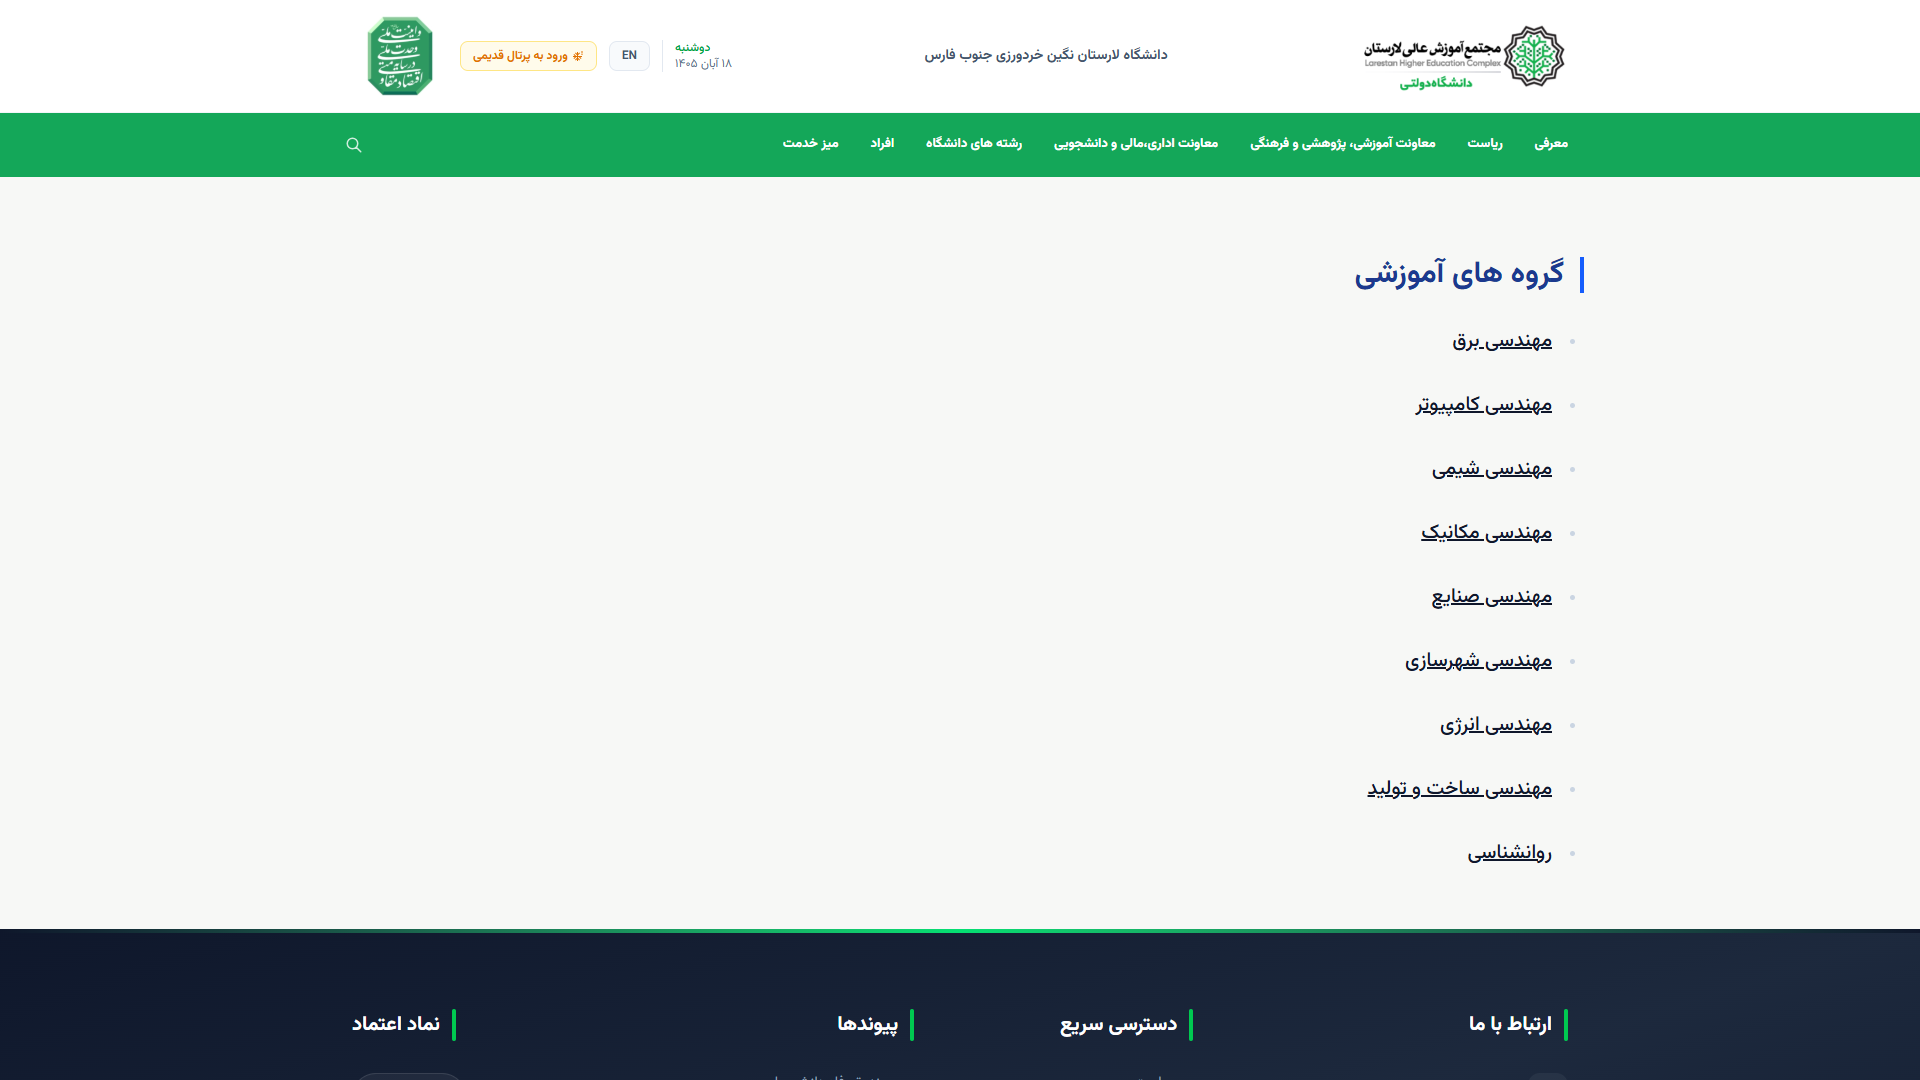 مجتمع آموزش عالی لارستان
Larestan Higher Education Complex
دانشگاه دولتی
دانشگاه لارستان نگین خردورزی جنوب فارس
دوشنبه
۱۸ آبان ۱۴۰۵
EN
ورود به پرتال قدیمی
معرفی
ریاست
معاونت آموزشی، پژوهشی و فرهنگی
معاونت اداری،مالی و دانشجویی
رشته های دانشگاه
افراد
میز خدمت
گروه های آموزشی
مهندسی برق
مهندسی کامپیوتر
مهندسی شیمی
مهندسی مکانیک
مهندسی صنایع
مهندسی شهرسازی
مهندسی انرژی
مهندسی ساخت و تولید
روانشناسی
ارتباط با ما
دسترسی سریع
پیوندها
نماد اعتماد